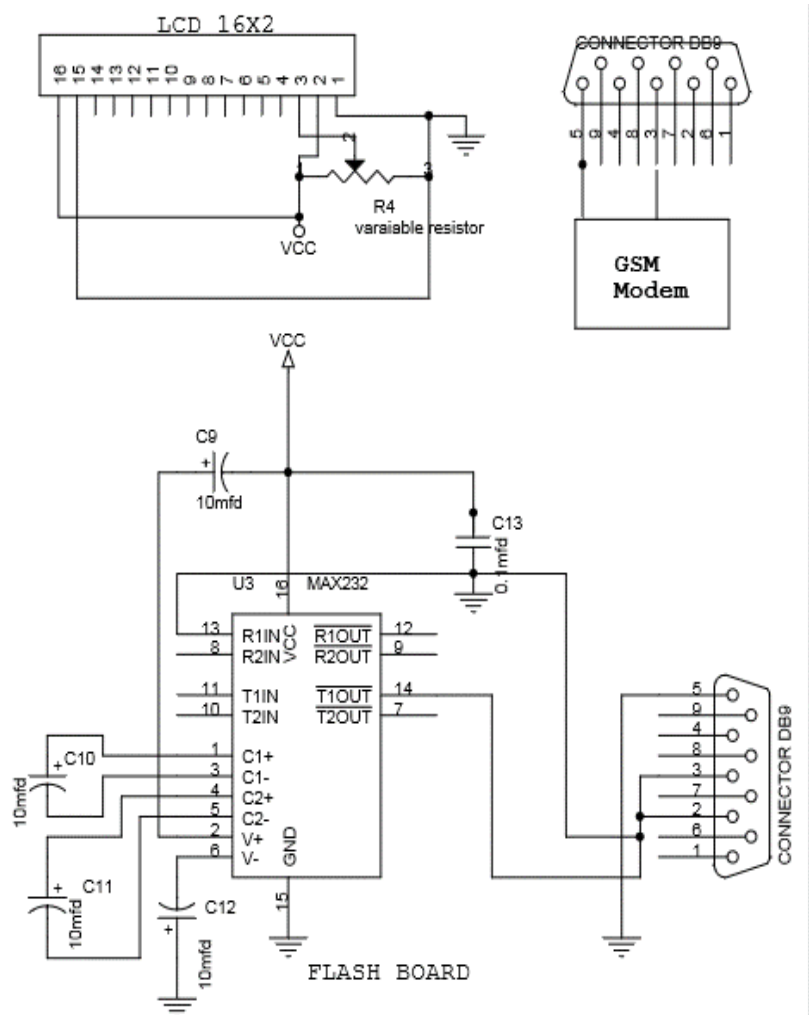 LCD 16X2
16 15 14 13 12 11 10 9 8 7 6 5 4 3 2 1
1 2 3
R4
varaiable resistor
VCC
CONNECTOR DB9
5 9 4 8 3 7 2 6 1
GSM
Modem
VCC
C9
+
10mfd
C13
0.1mfd
U3 16 MAX232
13 R1IN VCC R1OUT 12
8 R2IN R2OUT 9
11 T1IN T1OUT 14
10 T2IN T2OUT 7
1 C1+
3 C1-
4 C2+
5 C2-
2 V+
6 V- GND
15
+ C10
10mfd
+ C11
10mfd
C12
+
10mfd
5
9
4
8
3
7
2
6
1
CONNECTOR DB9
FLASH BOARD